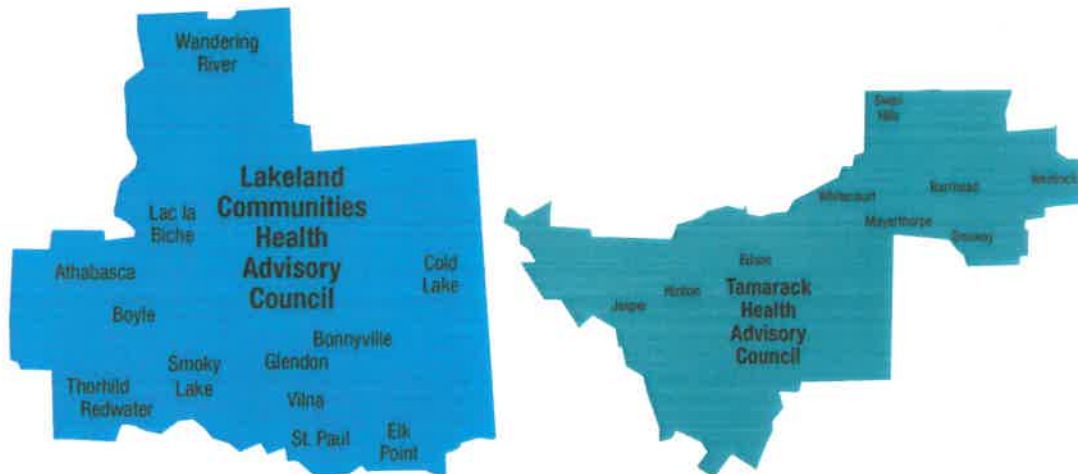 Wandering
River
Lakeland
Communities
Health
Advisory
Council
Lac la
Biche
Athabasca
Cold
Lake
Boyle
Bonnyville
Glendon
Smoky
Lake
Thorhild
Redwater
Vilna
St. Paul
Elk
Point
Swan
Hills
Whitecourt
Barrhead
Westlock
Mayerthorpe
Onoway
Edson
Hinton
Jasper
Tamarack
Health
Advisory
Council